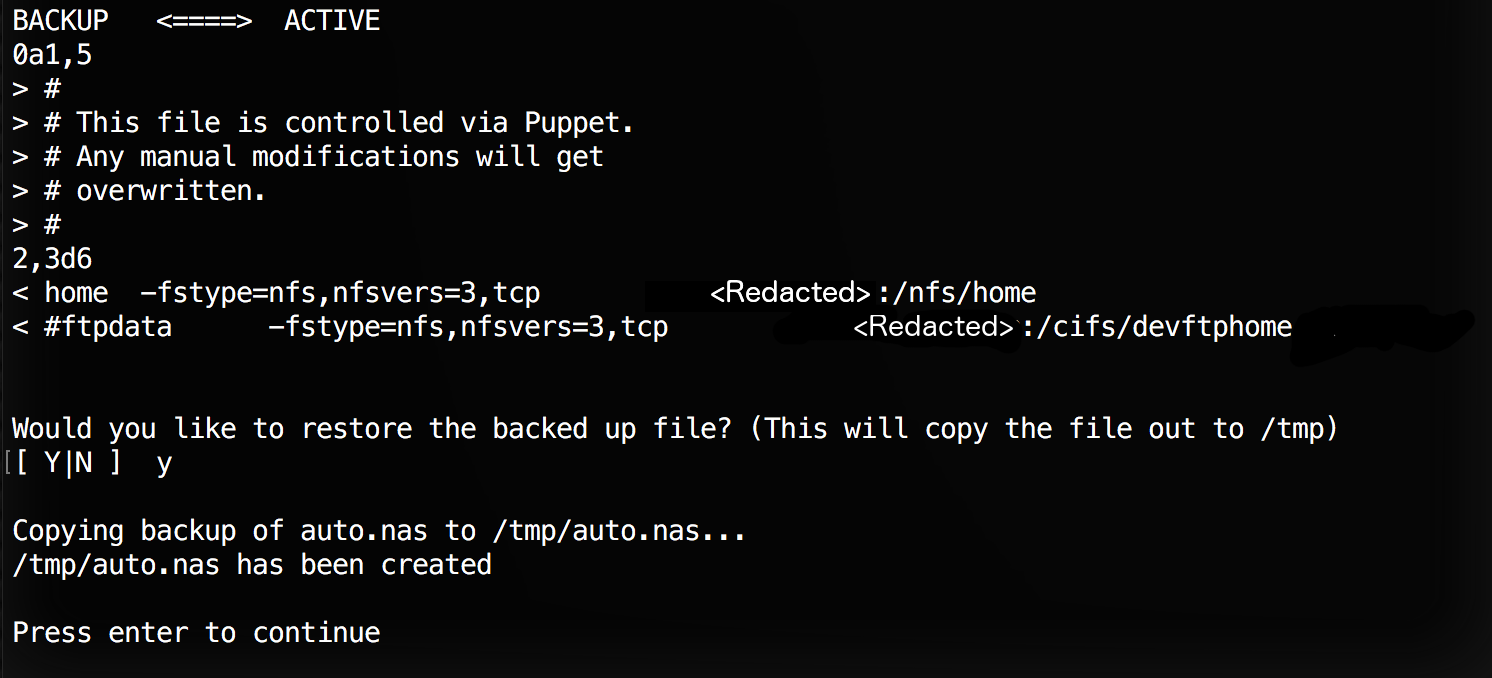 BACKUP   <====>  ACTIVE
0a1,5
> #
> # This file is controlled via Puppet.
> # Any manual modifications will get
> # overwritten.
> #
2,3d6
< home  -fstype=nfs,nfsvers=3,tcp          <Redacted>:/nfs/home
< #ftpdata      -fstype=nfs,nfsvers=3,tcp           <Redacted>:/cifs/devftphome
Would you like to restore the backed up file? (This will copy the file out to /tmp)
[[ Y|N ]  y
Copying backup of auto.nas to /tmp/auto.nas...
/tmp/auto.nas has been created
Press enter to continue